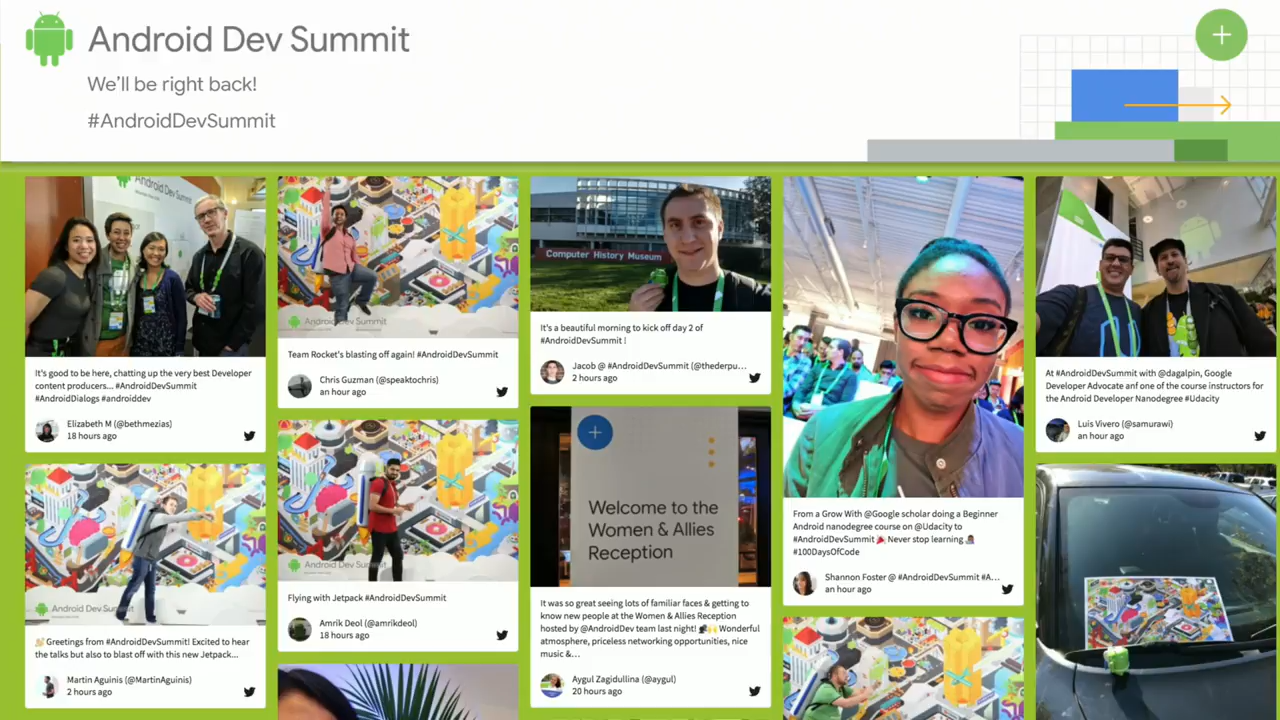 Android Dev Summit
We'll be right back!
#AndroidDevSummit
Android Dev Summit
It's good to be here, chatting up the very best Developer
content producers... #AndroidDevSummit
#AndroidDialogs #androiddev
Elizabeth M (@bethmezias)
18 hours ago
Android Dev Summit
Greetings from #AndroidDevSummit! Excited to hear
the talks but also to blast off with this new Jetpack...
Martin Aguinis (@MartinAguinis)
2 hours ago
Android Dev Summit
Team Rocket's blasting off again! #AndroidDevSummit
Chris Guzman (@speaktochris)
an hour ago
Android Dev Summit
Flying with Jetpack #AndroidDevSummit
Amrik Deol (@amrikdeol)
18 hours ago
Computer History Museum
It's a beautiful morning to kick off day 2 of
#AndroidDevSummit !
Jacob @ #AndroidDevSummit (@thederpu...
2 hours ago
Welcome to the
Women & Allies
Reception
It was so great seeing lots of familiar faces & getting to
know new people at the Women & Allies Reception
hosted by @AndroidDev team last night! Wonderful
atmosphere, priceless networking opportunities, nice
music &...
Aygul Zagidullina (@aygul)
20 hours ago
From a Grow With @Google scholar doing a Beginner
Android nanodegree course on @Udacity to
#AndroidDevSummit Never stop learning
#100DaysOfCode
Shannon Foster @ #AndroidDevSummit #A...
an hour ago
At #AndroidDevSummit with @dagalpin, Google
Developer Advocate anf one of the course instructors for
the Android Developer Nanodegree #Udacity
Luis Vivero (@samurawi)
an hour ago